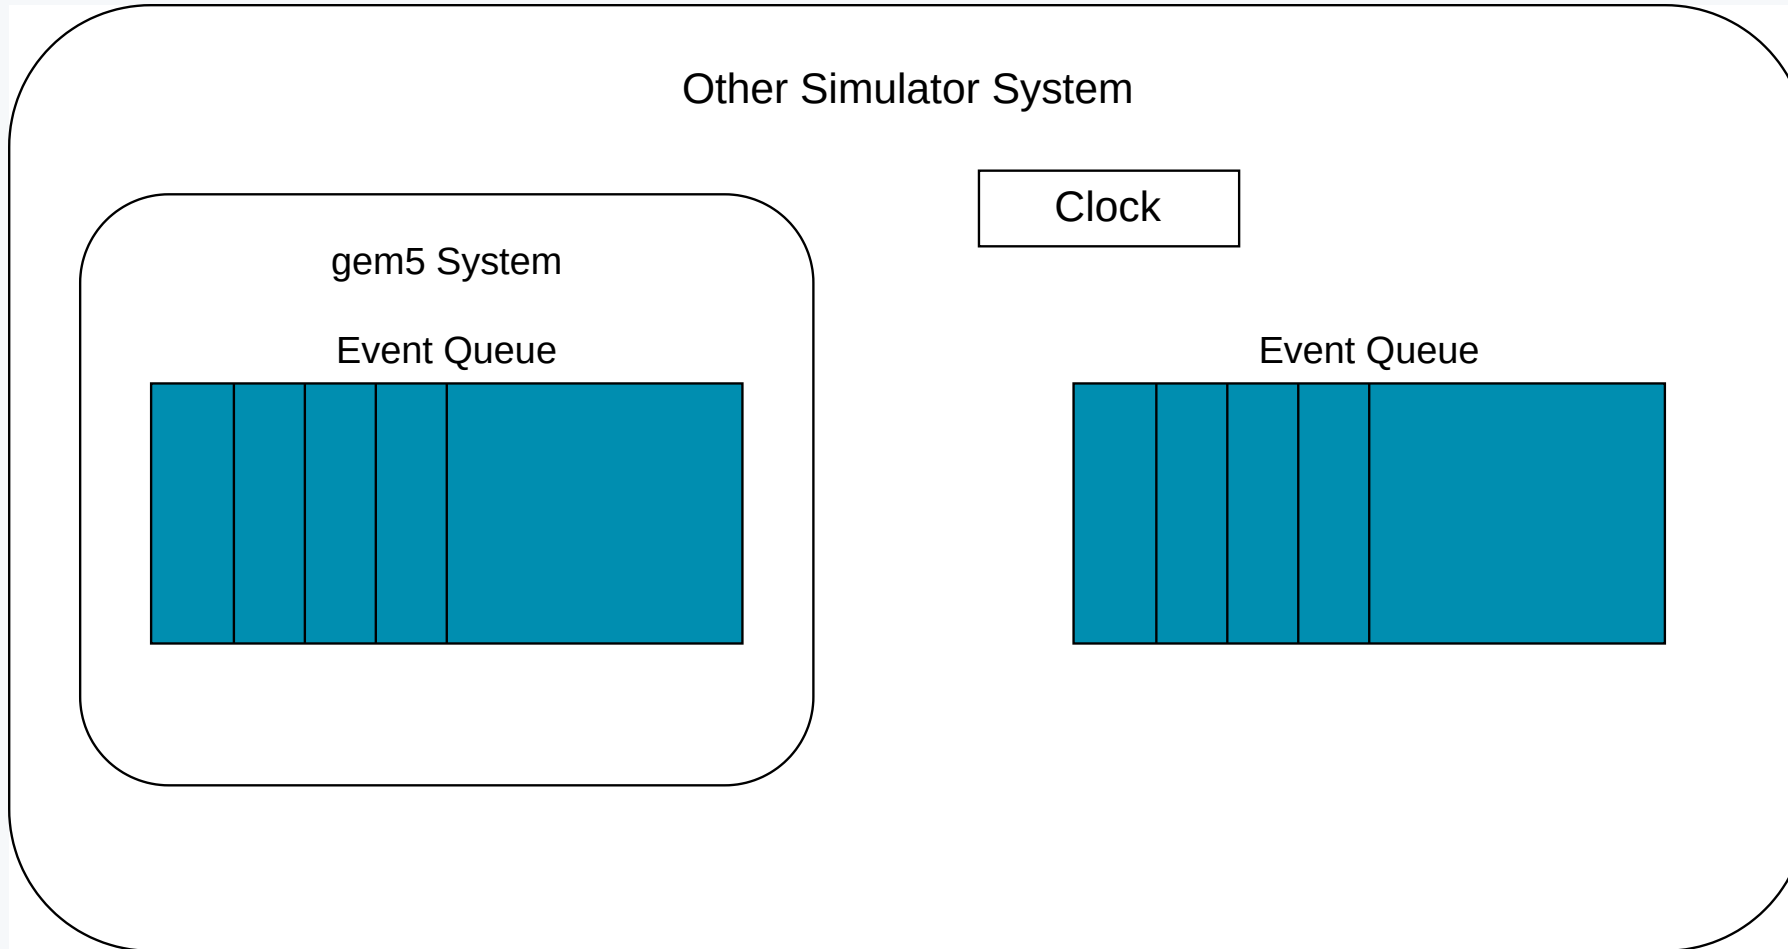 Other Simulator System
Clock
gem5 System
Event Queue
Event Queue